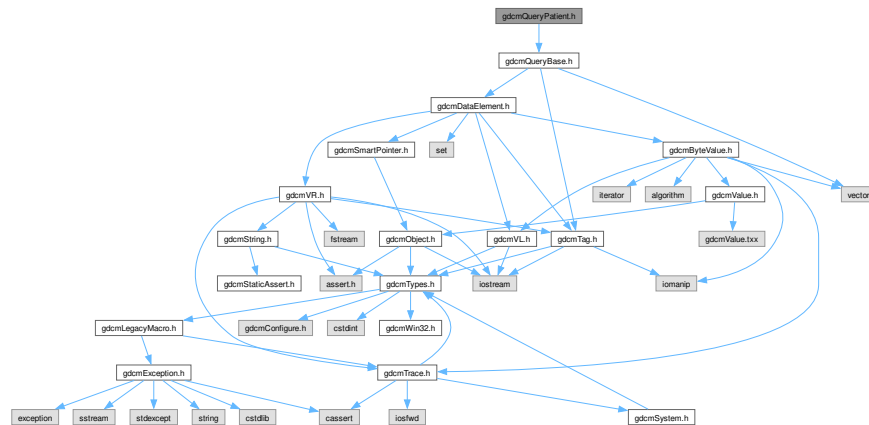 gdcmQueryPatient.h
gdcmQueryBase.h
gdcmDataElement.h
gdcmSmartPointer.h
set
gdcmByteValue.h
gdcmVR.h
iterator
algorithm
gdcmValue.h
vector
gdcmString.h
fstream
gdcmObject.h
gdcmVL.h
gdcmTag.h
gdcmValue.txx
gdcmStaticAssert.h
assert.h
gdcmTypes.h
iostream
iomanip
gdcmLegacyMacro.h
gdcmConfigure.h
cstdint
gdcmWin32.h
gdcmException.h
gdcmTrace.h
exception
sstream
stdexcept
string
cstdlib
cassert
iosfwd
gdcmSystem.h